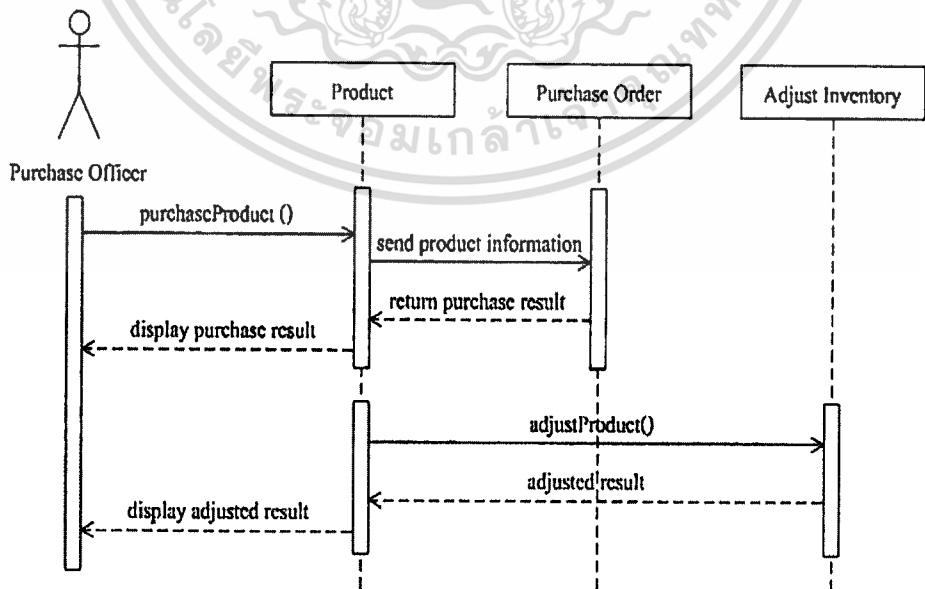 Product
Purchase Order
Adjust Inventory
Purchase Officer
purchaseProduct ()
send product information
return purchase result
display purchase result
adjustProduct()
adjusted result
display adjusted result